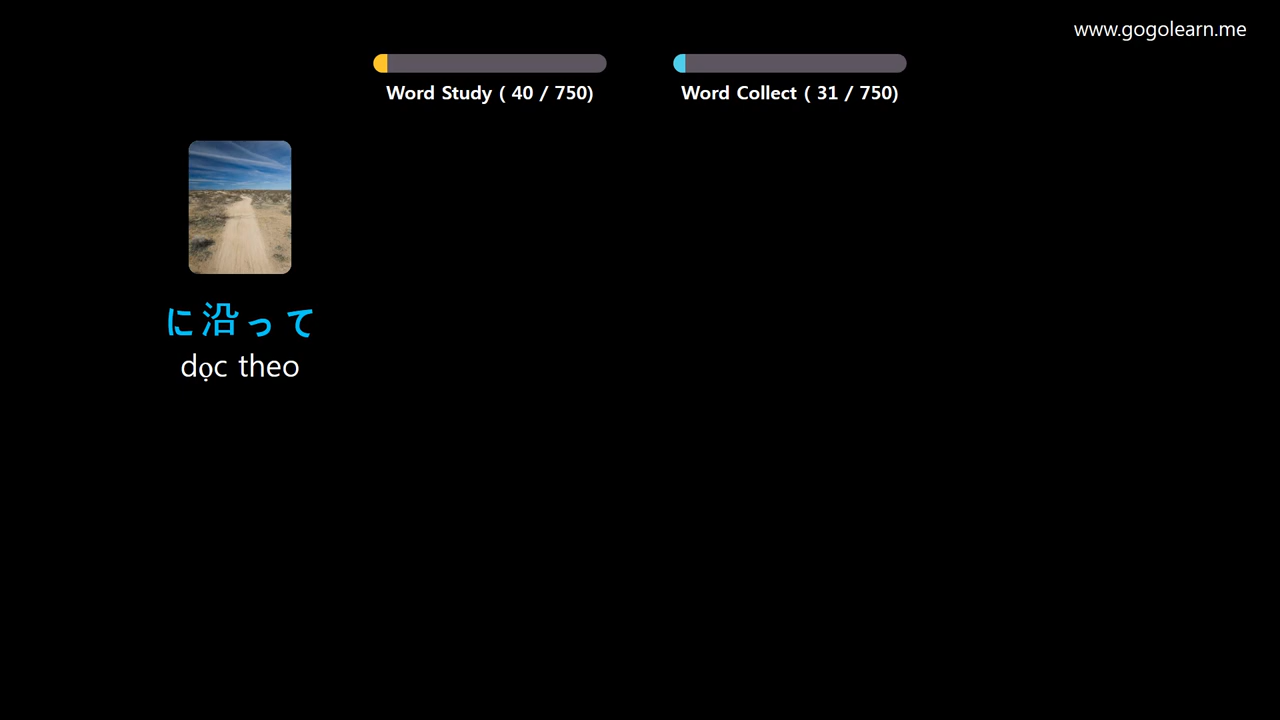 www.gogolearn.me
Word Study ( 40 / 750)
Word Collect ( 31 / 750)
に沿って
dọc theo